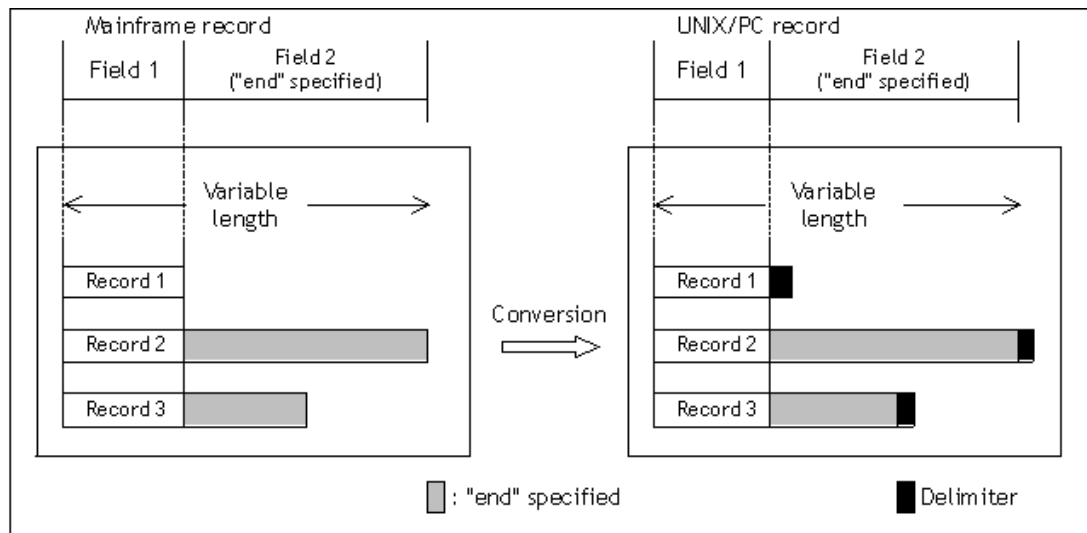 Mainframe record
Field 1
Field 2
("end" specified)
Variable
length
Record 1
Record 2
Record 3
Conversion
UNIX/PC record
Field 1
Field 2
("end" specified)
Variable
length
Record 1
Record 2
Record 3
: "end" specified
Delimiter